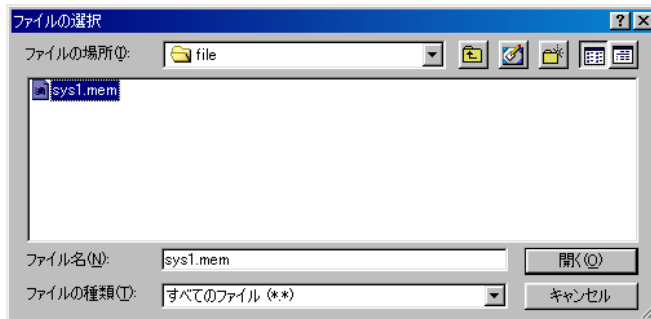 ファイルの選択
ファイルの場所(I): file
sys1.mem
ファイル名(N): sys1.mem 開く(O)
ファイルの種類(T): すべてのファイル (*.*) キャンセル